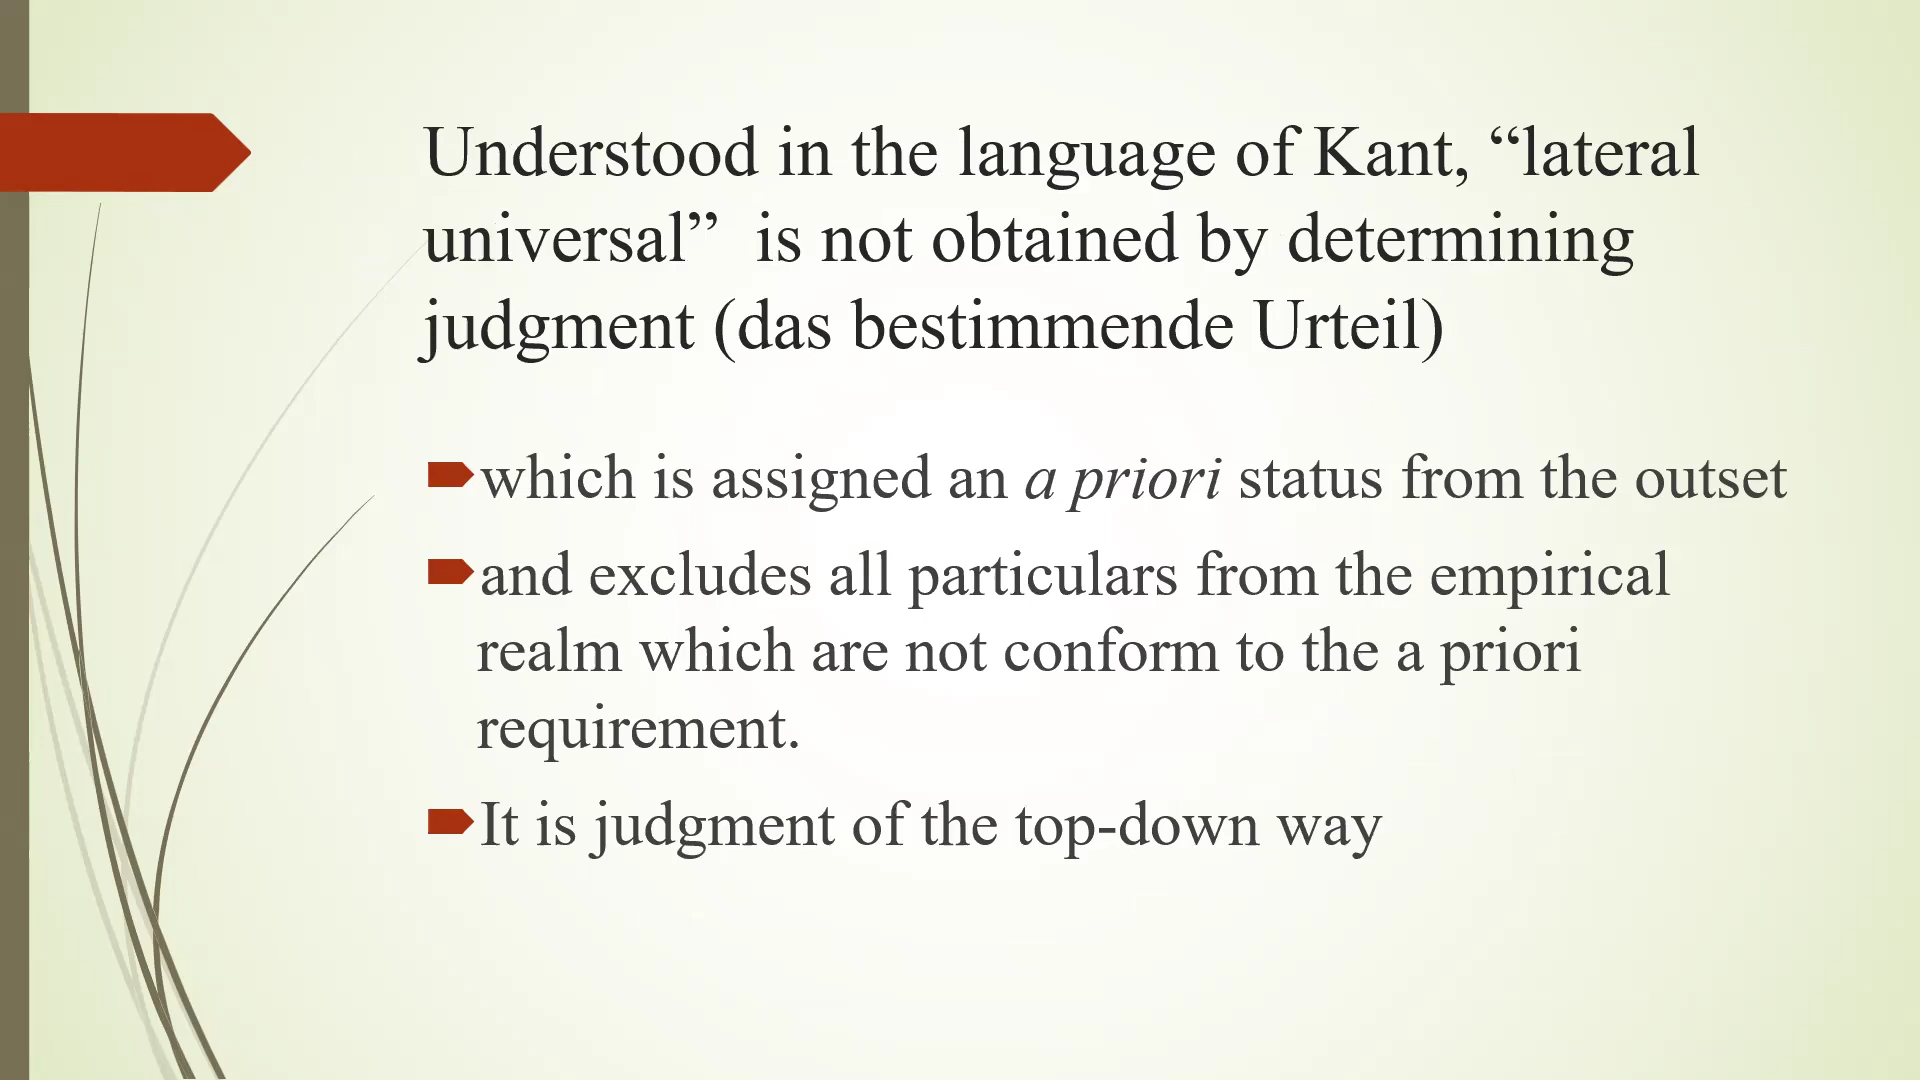 Understood in the language of Kant, “lateral
universal”  is not obtained by determining
judgment (das bestimmende Urteil)
which is assigned an a priori status from the outset
and excludes all particulars from the empirical
realm which are not conform to the a priori
requirement.
It is judgment of the top-down way